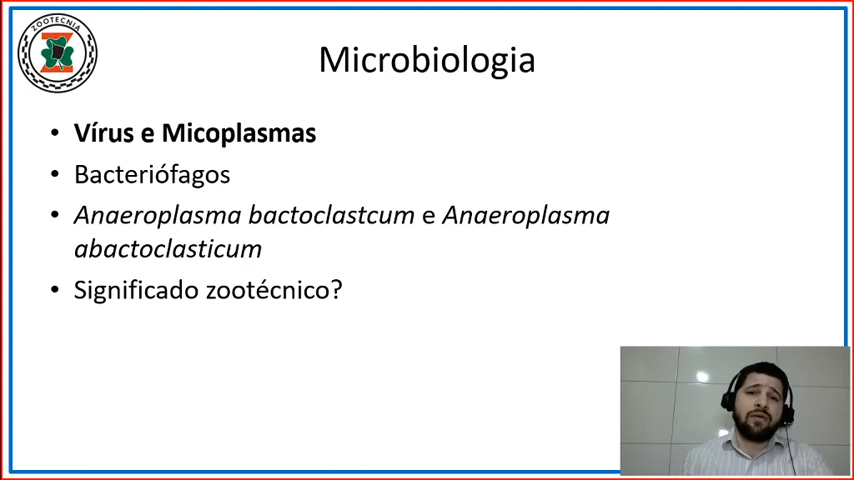 ZOOTECNIA
Microbiologia
• Vírus e Micoplasmas
• Bacteriófagos
• Anaeroplasma bactoclastcum e Anaeroplasma
abactoclasticum
• Significado zootécnico?